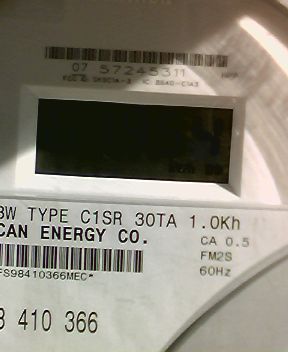 07 57245311
3W TYPE C1SR 30TA 1.0Kh
CAN ENERGY CO.
CA 0.5
FM2S
60Hz
FS98410366MEC*
8 410 366